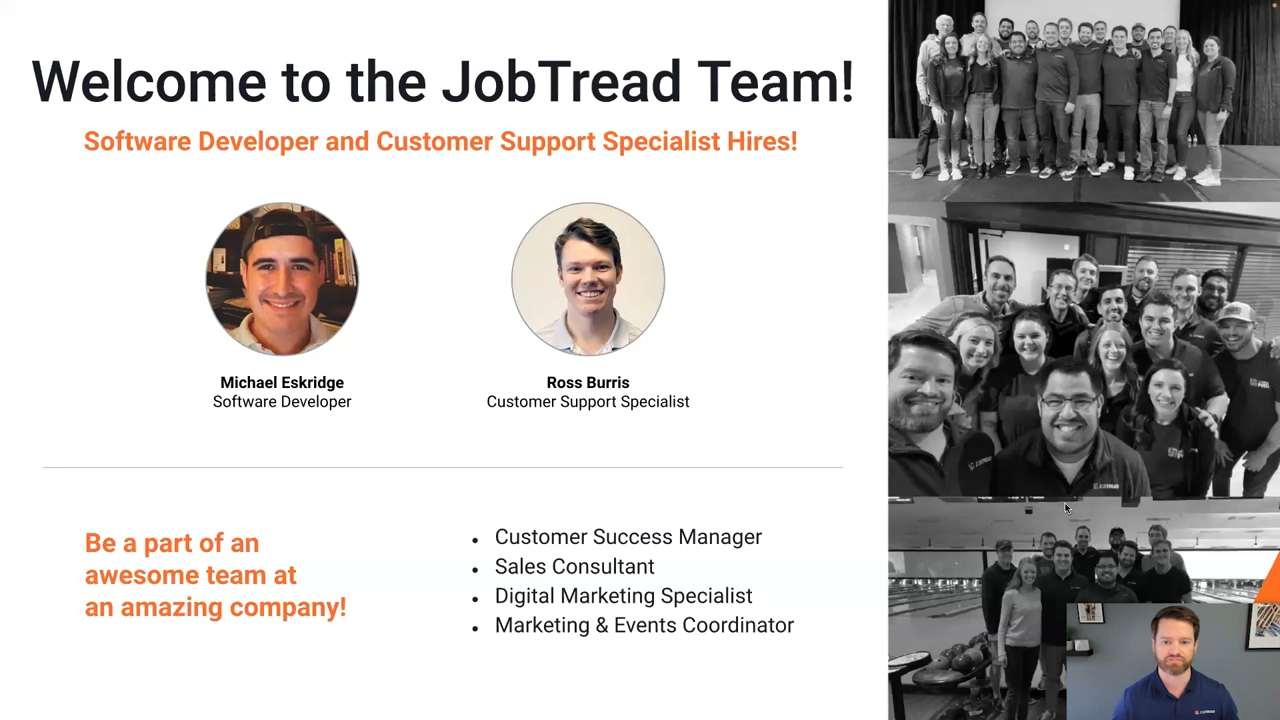 Welcome to the JobTread Team!
Software Developer and Customer Support Specialist Hires!
Michael Eskridge
Software Developer
Ross Burris
Customer Support Specialist
Be a part of an
awesome team at
an amazing company!
• Customer Success Manager
• Sales Consultant
• Digital Marketing Specialist
• Marketing & Events Coordinator